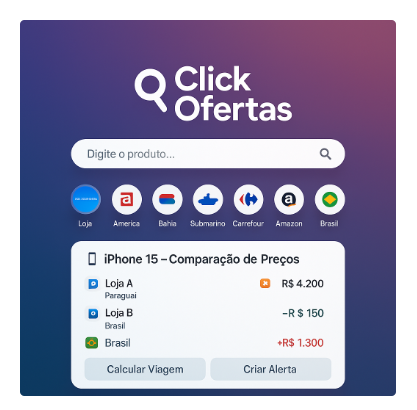 Click
Ofertas
Digite o produto...
Loja
America
Bahia
Submarino
Carrefour
Amazon
Brasil
iPhone 15 – Comparação de Preços
Loja A
R$ 4.200
Paraguai
Loja B
−R $ 150
Brasil
Brasil
+R$ 1.300
Calcular Viagem
Criar Alerta